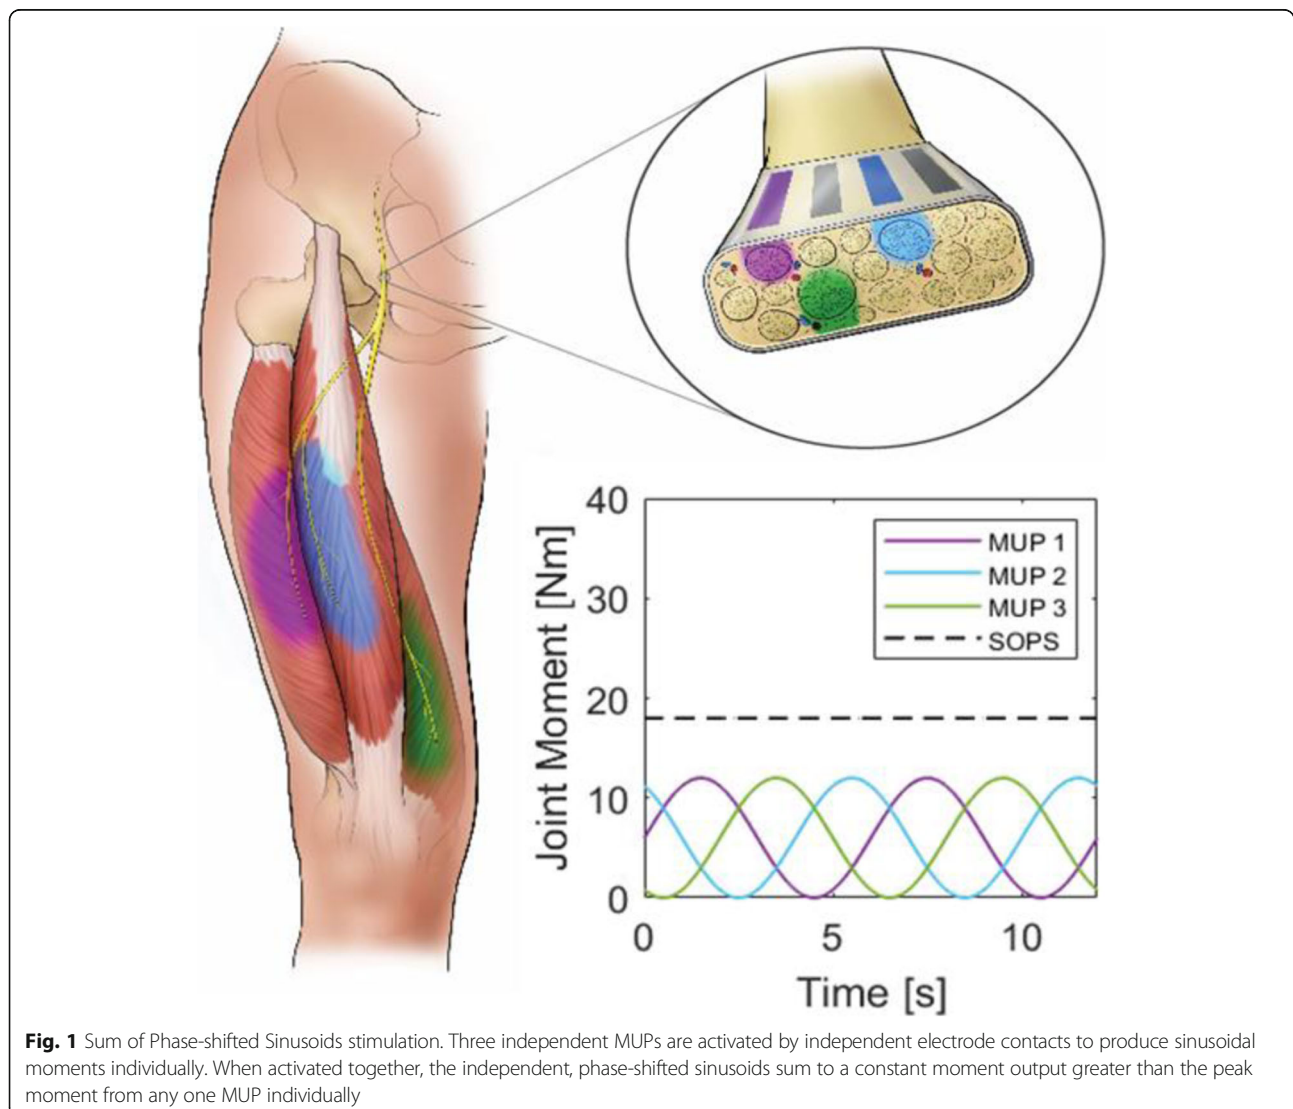 40
30
20
10
0
0
5
10
Joint Moment [Nm]
Time [s]
MUP 1
MUP 2
MUP 3
SOPS
Fig. 1 Sum of Phase-shifted Sinusoids stimulation. Three independent MUPs are activated by independent electrode contacts to produce sinusoidal
moments individually. When activated together, the independent, phase-shifted sinusoids sum to a constant moment output greater than the peak
moment from any one MUP individually